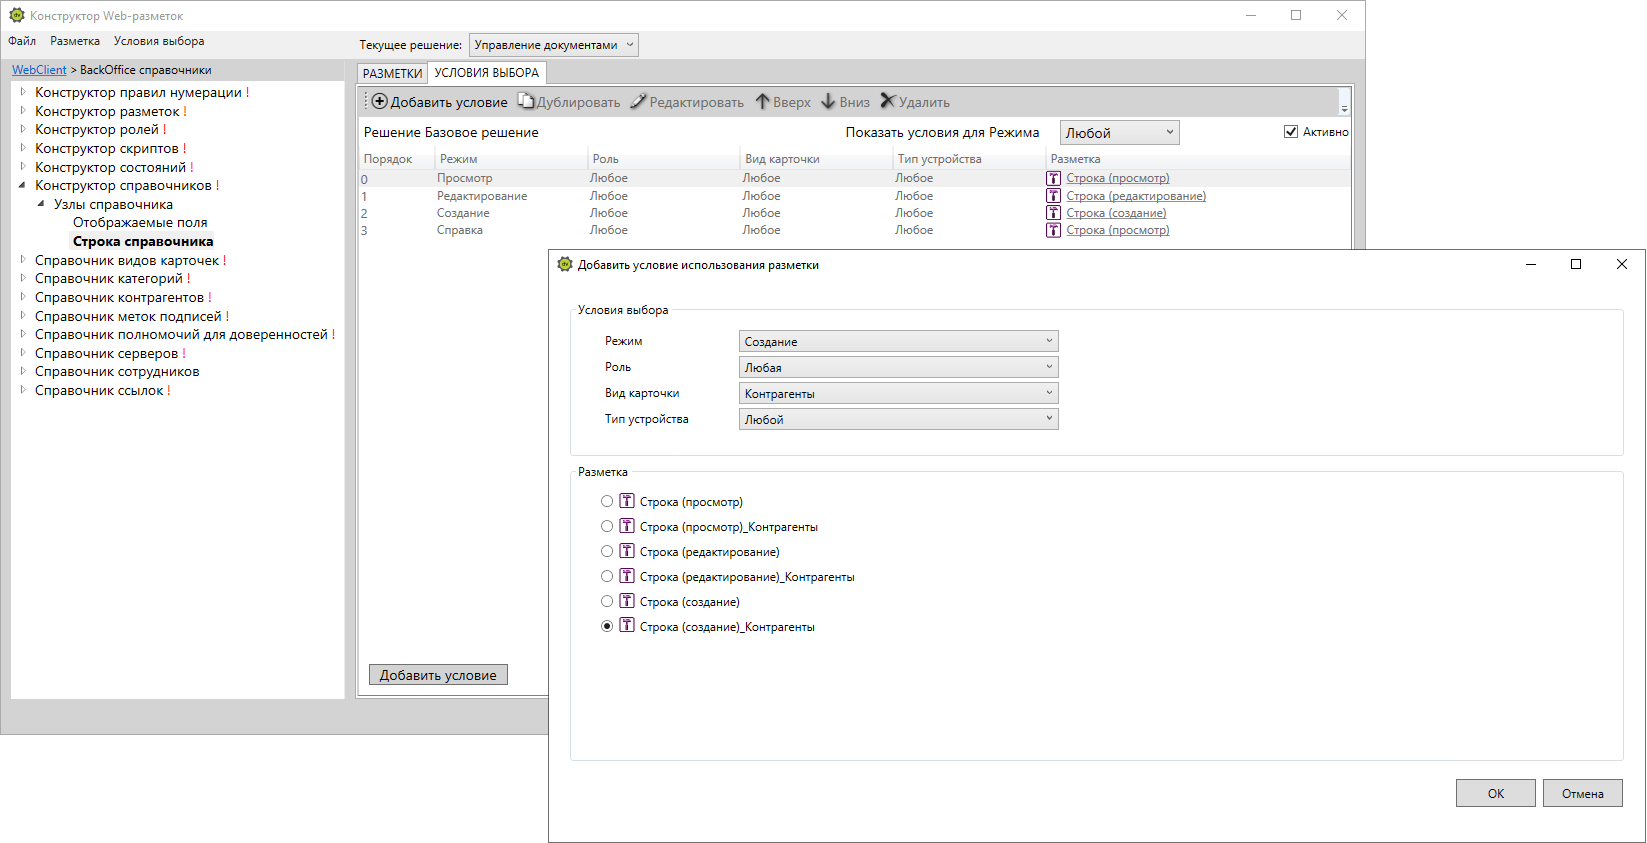 Конструктор Web-разметок
Файл Разметка Условия выбора
Текущее решение: Управление документами
WebClient > BackOffice справочники
Конструктор правил нумерации !
Конструктор разметок !
Конструктор ролей !
Конструктор скриптов !
Конструктор состояний !
Конструктор справочников !
Узлы справочника
Отображаемые поля
Строка справочника
Справочник видов карточек !
Справочник категорий !
Справочник контрагентов !
Справочник меток подписей !
Справочник полномочий для доверенностей !
Справочник серверов !
Справочник сотрудников
Справочник ссылок !
РАЗМЕТКИ УСЛОВИЯ ВЫБОРА
Добавить условие Дублировать Редактировать Вверх Вниз Удалить
Решение Базовое решение Показать условия для Режима Любой Активно
Порядок Режим Роль Вид карточки Тип устройства Разметка
0 Просмотр Любое Любое Любое Строка (просмотр)
1 Редактирование Любое Любое Любое Строка (редактирование)
2 Создание Любое Любое Любое Строка (создание)
3 Справка Любое Любое Любое Строка (просмотр)
Добавить условие
Добавить условие использования разметки
Условия выбора
Режим Создание
Роль Любая
Вид карточки Контрагенты
Тип устройства Любой
Разметка
Строка (просмотр)
Строка (просмотр)_Контрагенты
Строка (редактирование)
Строка (редактирование)_Контрагенты
Строка (создание)
Строка (создание)_Контрагенты
ОК Отмена